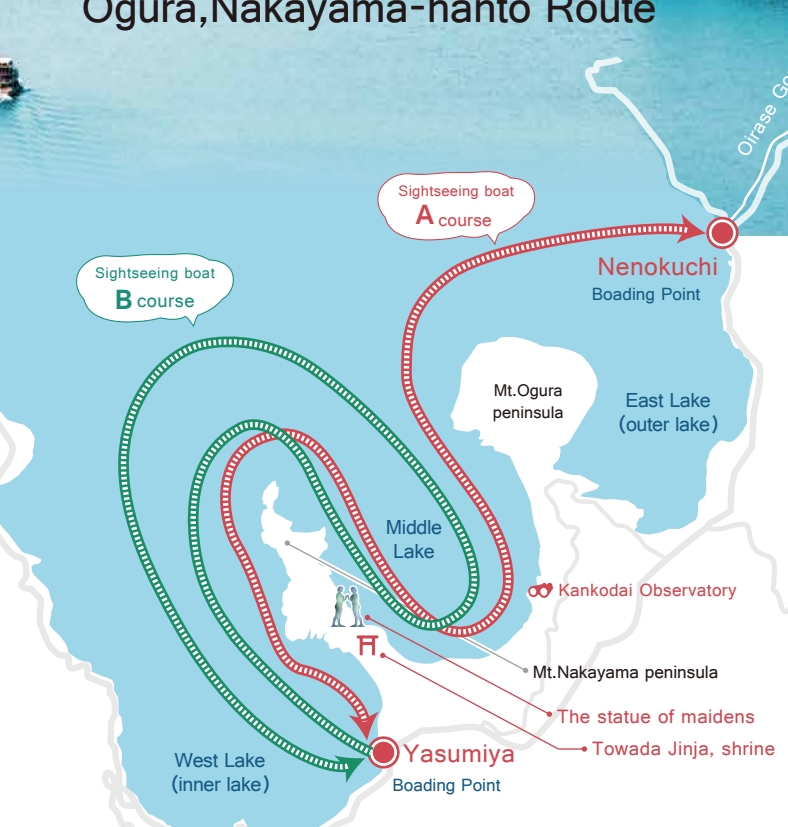 Ogura,Nakayama-hanto Route
Oirase Go
Sightseeing boat
A course
Nenokuchi
Boading Point
Sightseeing boat
B course
Mt.Ogura
peninsula
East Lake
(outer lake)
Middle
Lake
Kankodai Observatory
Mt.Nakayama peninsula
The statue of maidens
Towada Jinja, shrine
Yasumiya
Boading Point
West Lake
(inner lake)